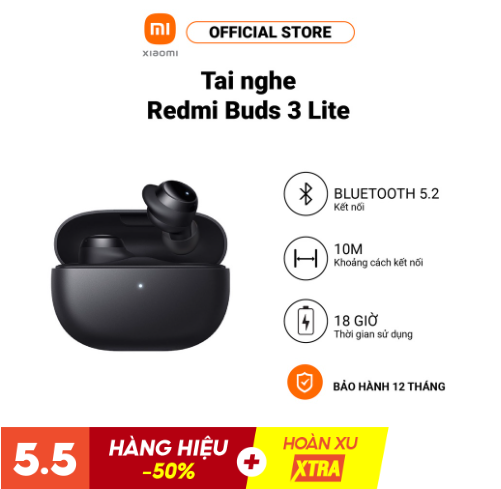 mi
xiaomi
OFFICIAL STORE
Tai nghe
Redmi Buds 3 Lite
BLUETOOTH 5.2
Kết nối
10M
Khoảng cách kết nối
18 GIỜ
Thời gian sử dụng
BẢO HÀNH 12 THÁNG
5.5
HÀNG HIỆU
-50%
+
HOÀN XU
XTRA